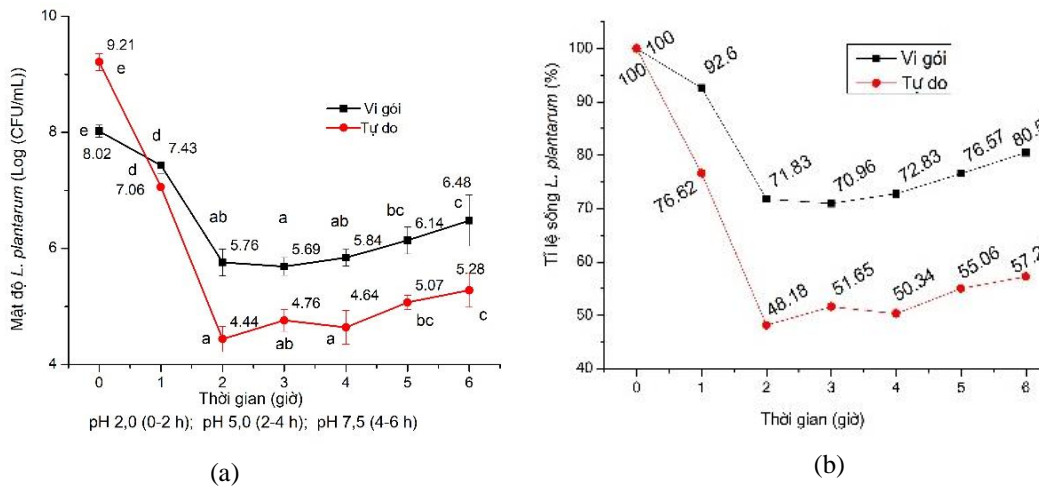 (a)
Mật độ L. plantarum (Log (CFU/mL))
10
8
6
4
9.21
e
Vi gói
Tự do
e
8.02
d
7.43
d
7.06
ab
5.76
a
5.69
ab
5.84
bc
6.14
6.48
c
a
4.44
4.76
ab
4.64
a
5.07
bc
5.28
c
0 1 2 3 4 5 6
Thời gian (giờ)
pH 2,0 (0-2 h); pH 5,0 (2-4 h); pH 7,5 (4-6 h)
(a)
(b)
Tỉ lệ sống L. plantarum (%)
100
90
80
70
60
50
40
100
100
Vi gói
Tự do
92.6
76.62
71.83
70.96
72.83
76.57
80.5
48.18
51.65
50.34
55.06
57.2
0 1 2 3 4 5 6
Thời gian (giờ)
(b)